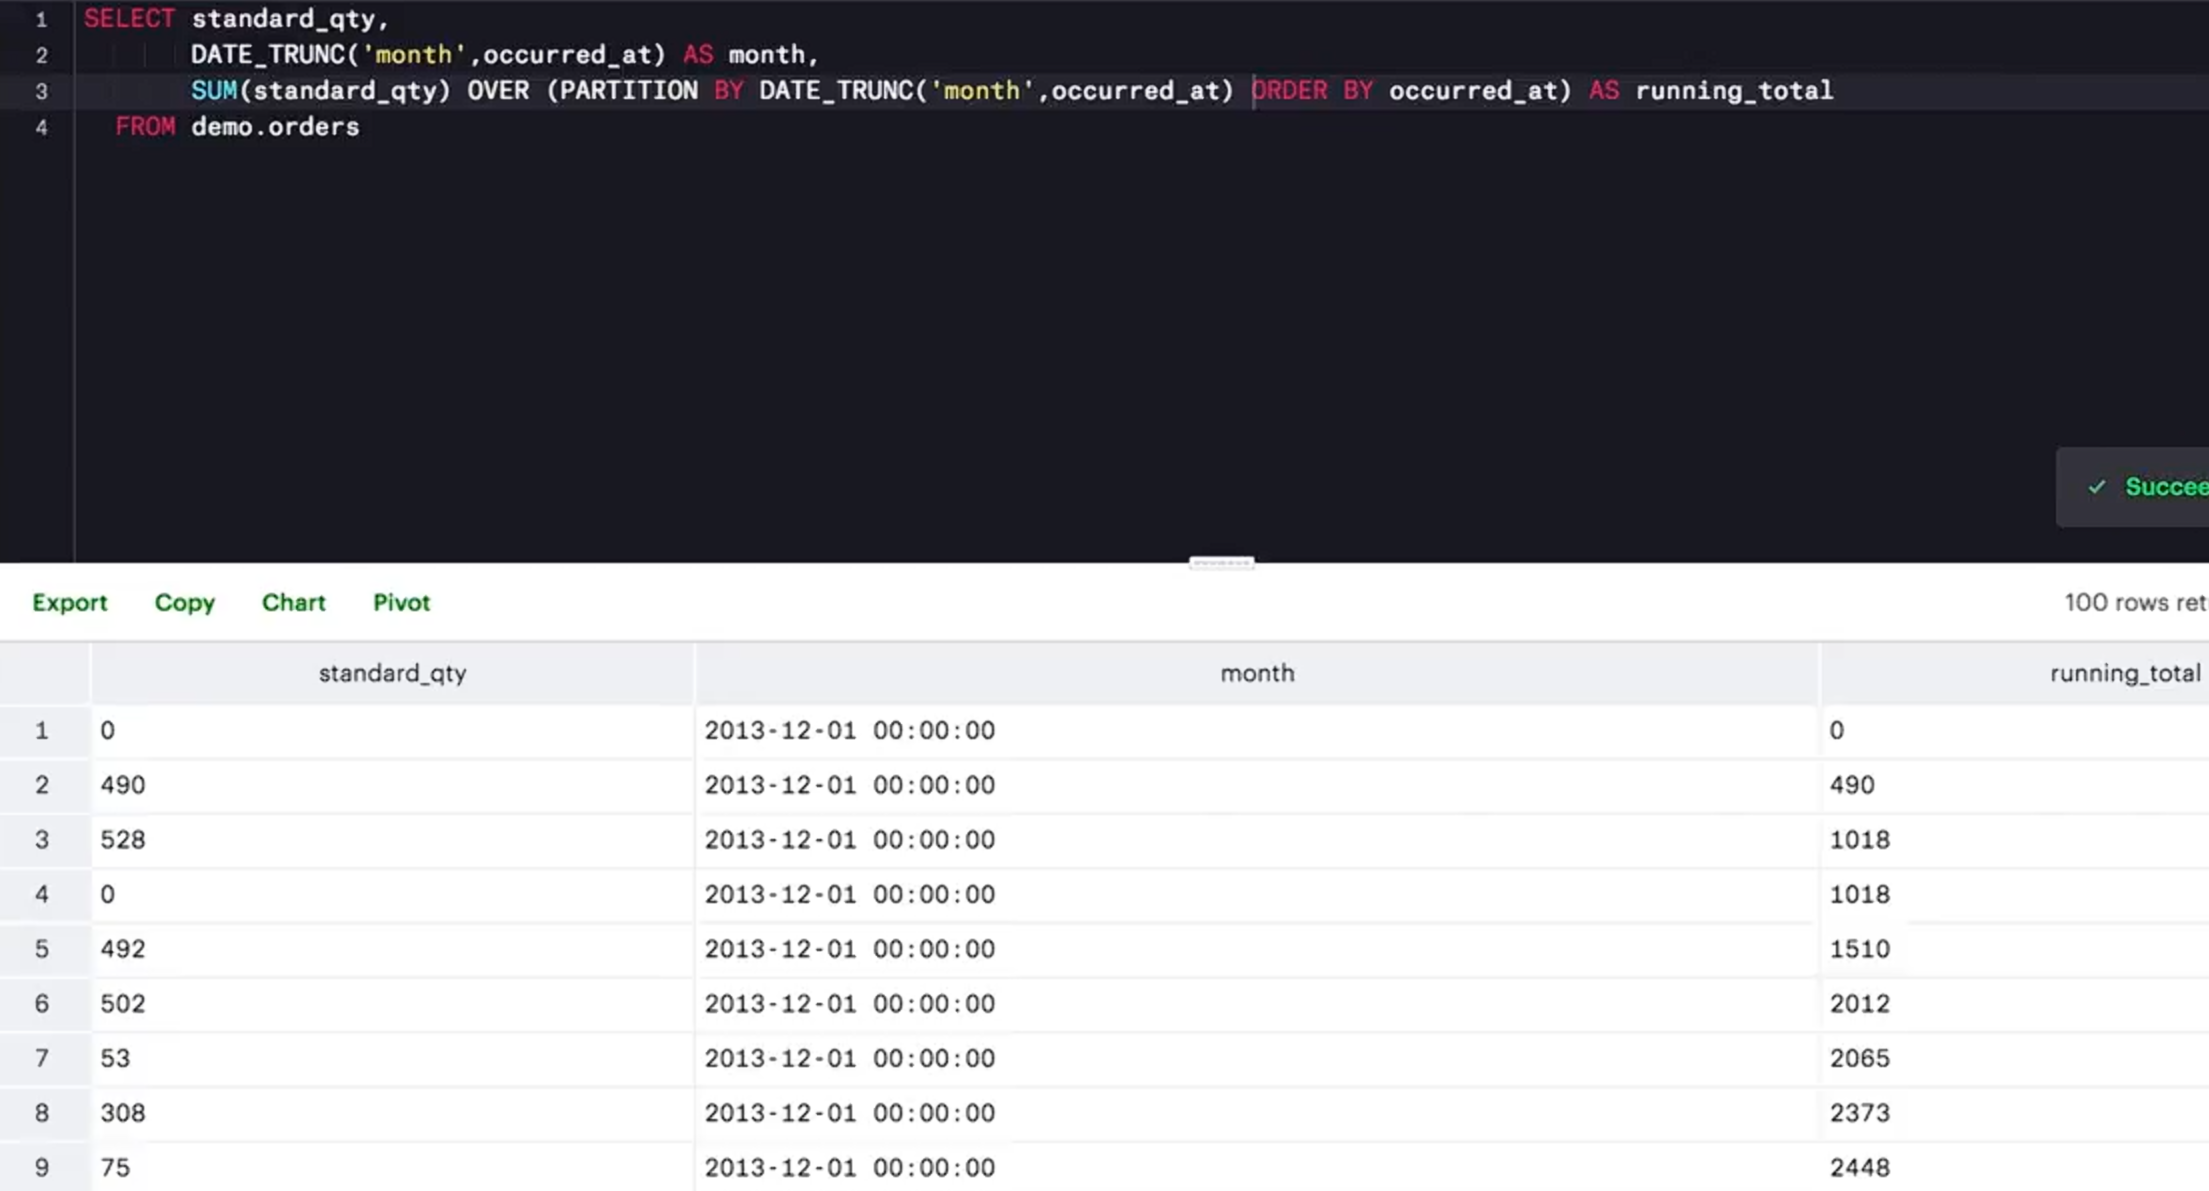 1 SELECT standard_qty,
2 DATE_TRUNC('month',occurred_at) AS month,
3 SUM(standard_qty) OVER (PARTITION BY DATE_TRUNC('month',occurred_at) ORDER BY occurred_at) AS running_total
4 FROM demo.orders
✓ Succee
Export Copy Chart Pivot 100 rows ret
standard_qty month running_total
1 0 2013-12-01 00:00:00 0
2 490 2013-12-01 00:00:00 490
3 528 2013-12-01 00:00:00 1018
4 0 2013-12-01 00:00:00 1018
5 492 2013-12-01 00:00:00 1510
6 502 2013-12-01 00:00:00 2012
7 53 2013-12-01 00:00:00 2065
8 308 2013-12-01 00:00:00 2373
9 75 2013-12-01 00:00:00 2448